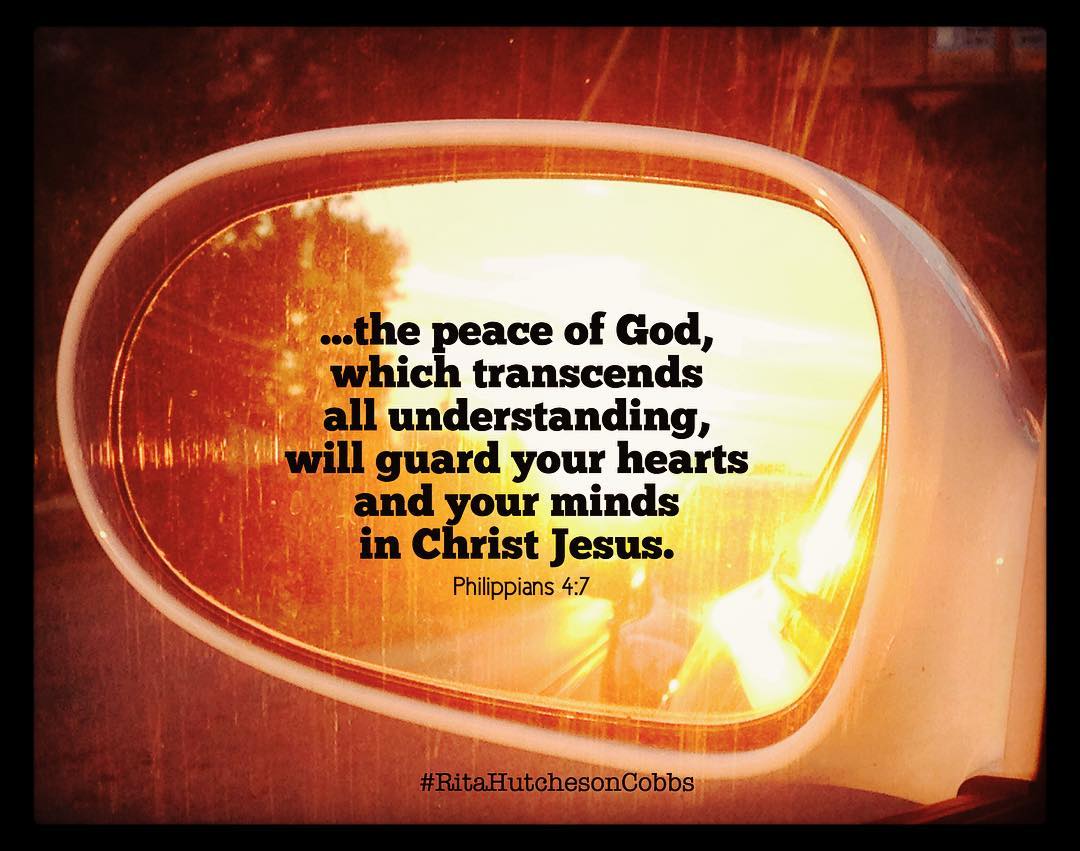 ...the peace of God,
which transcends
all understanding,
will guard your hearts
and your minds
in Christ Jesus.
Philippians 4:7
#RitaHutchesonCobbs